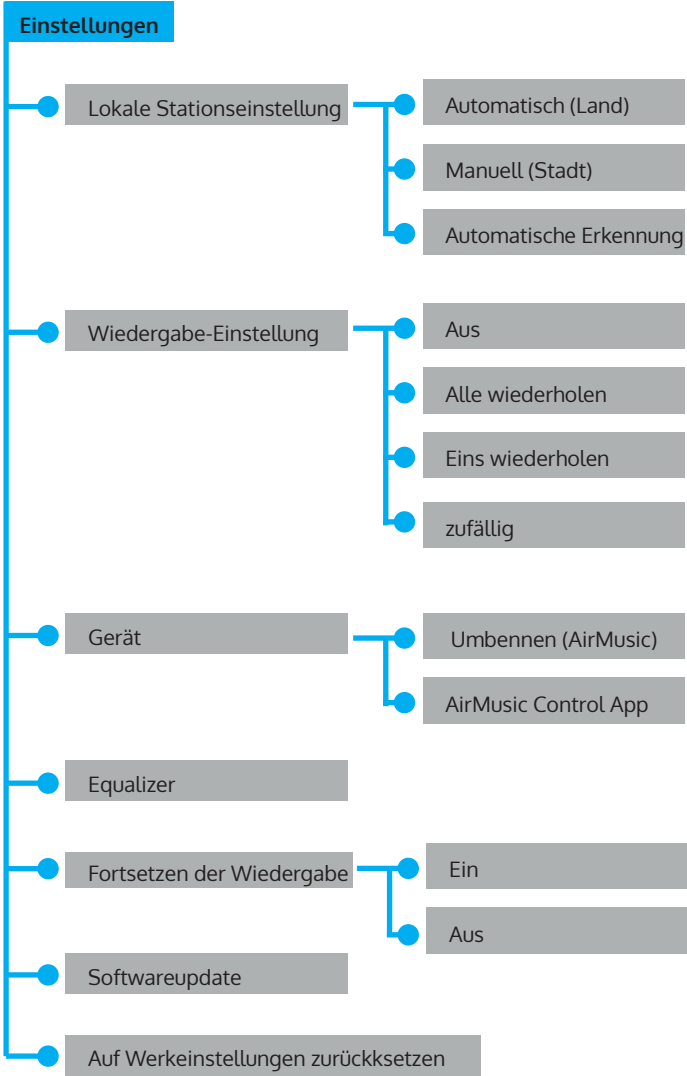 Einstellungen
Lokale Stationseinstellung
Automatisch (Land)
Manuell (Stadt)
Automatische Erkennung
Wiedergabe-Einstellung
Aus
Alle wiederholen
Eins wiederholen
zufällig
Gerät
Umbennen (AirMusic)
AirMusic Control App
Equalizer
Fortsetzen der Wiedergabe
Ein
Aus
Softwareupdate
Auf Werkeinstellungen zurückksetzen